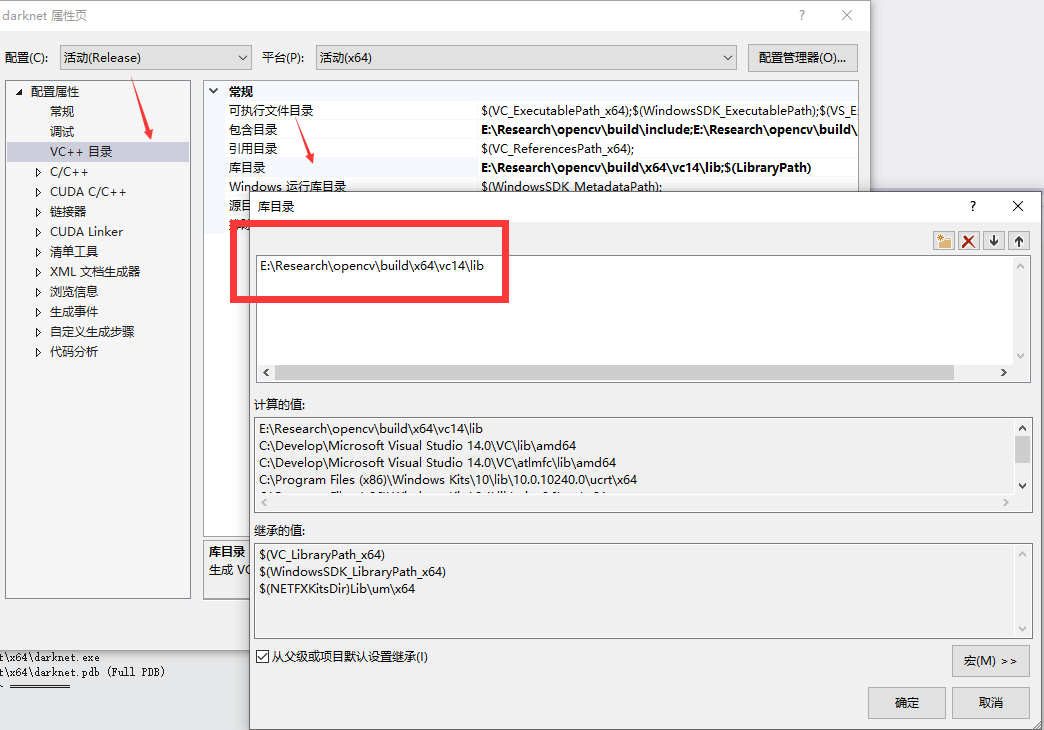 darknet 属性页
配置(C): 活动(Release) 平台(P): 活动(x64) 配置管理器(O)...
配置属性
常规
调试
VC++ 目录
C/C++
CUDA C/C++
链接器
CUDA Linker
清单工具
XML 文档生成器
浏览信息
生成事件
自定义生成步骤
代码分析
常规
可执行文件目录 $(VC_ExecutablePath_x64);$(WindowsSDK_ExecutablePath);$(VS_E
包含目录 E:\Research\opencv\build\include;E:\Research\opencv\build\
引用目录 $(VC_ReferencesPath_x64);
库目录 E:\Research\opencv\build\x64\vc14\lib;$(LibraryPath)
Windows 运行库目录 $(WindowsSDK_MetadataPath);
源目
库目录
生成 VC
库目录
E:\Research\opencv\build\x64\vc14\lib
计算的值:
E:\Research\opencv\build\x64\vc14\lib
C:\Develop\Microsoft Visual Studio 14.0\VC\lib\amd64
C:\Develop\Microsoft Visual Studio 14.0\VC\atlmfc\lib\amd64
C:\Program Files (x86)\Windows Kits\10\lib\10.0.10240.0\ucrt\x64
继承的值:
$(VC_LibraryPath_x64)
$(WindowsSDK_LibraryPath_x64)
$(NETFXKitsDir)Lib\um\x64
从父级或项目默认设置继承(I)
宏(M) >>
确定 取消
t\x64\darknet.exe
t\x64\darknet.pdb (Full PDB)